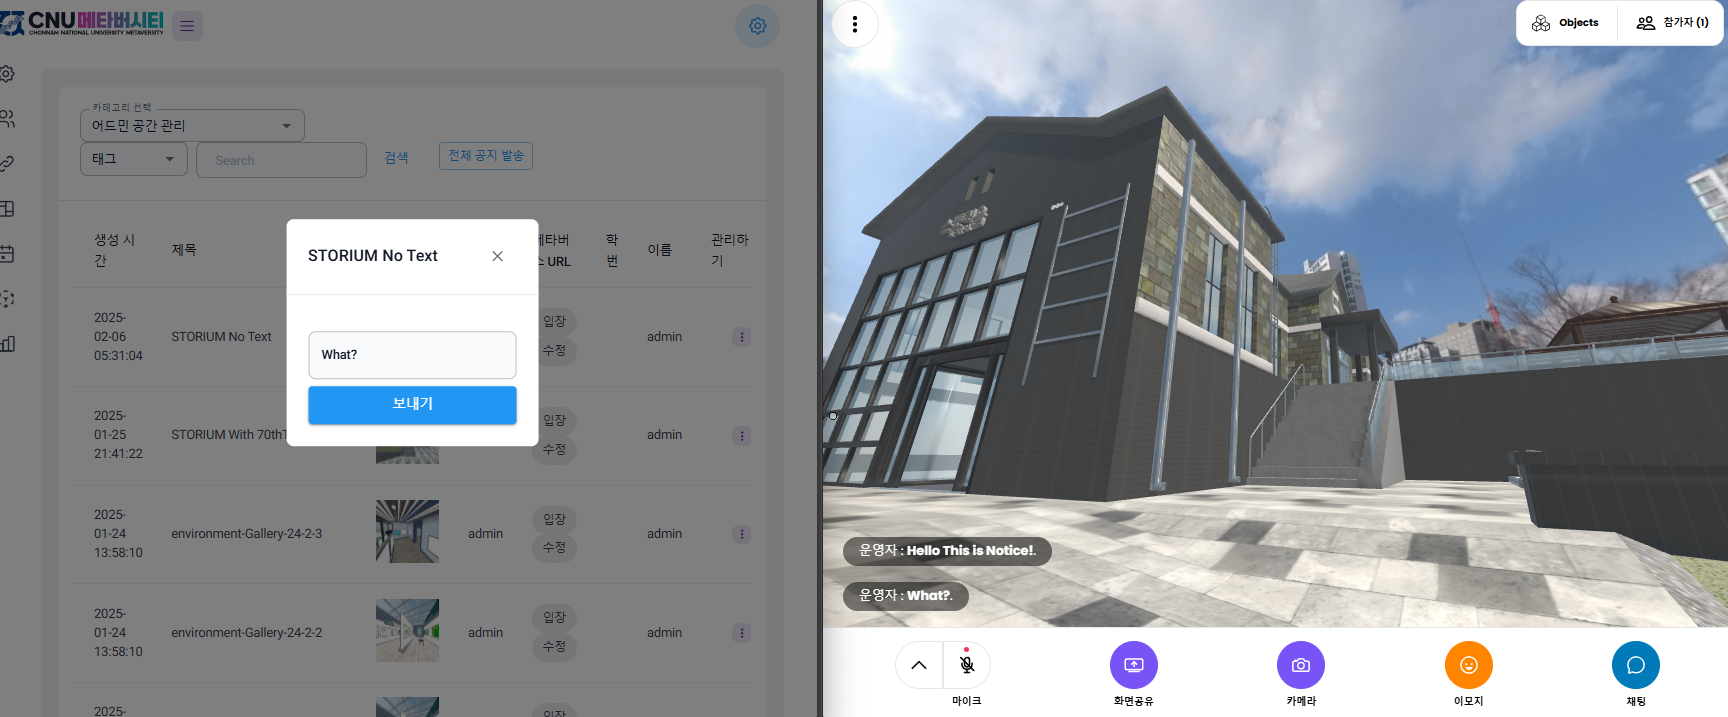 CNU메타버시티
CHONNAM NATIONAL UNIVERSITY METAVERSITY
카테고리 선택
어드민 공간 관리
태그
Search
검색
전체 공지 발송
생성 시
간
제목
URL
학
번
이름
관리하
기
2025-
02-06
05:31:04
STORIUM No Text
입장
수정
admin
2025-
01-25
21:41:22
STORIUM With 70th
입장
수정
admin
2025-
01-24
13:58:10
environment-Gallery-24-2-3
admin
입장
수정
admin
2025-
01-24
13:58:10
environment-Gallery-24-2-2
admin
입장
수정
admin
2025-
입장
STORIUM No Text
What?
보내기
Objects
참가자 (1)
운영자 : Hello This is Notice!.
운영자 : What?.
마이크
화면공유
카메라
이모지
채팅